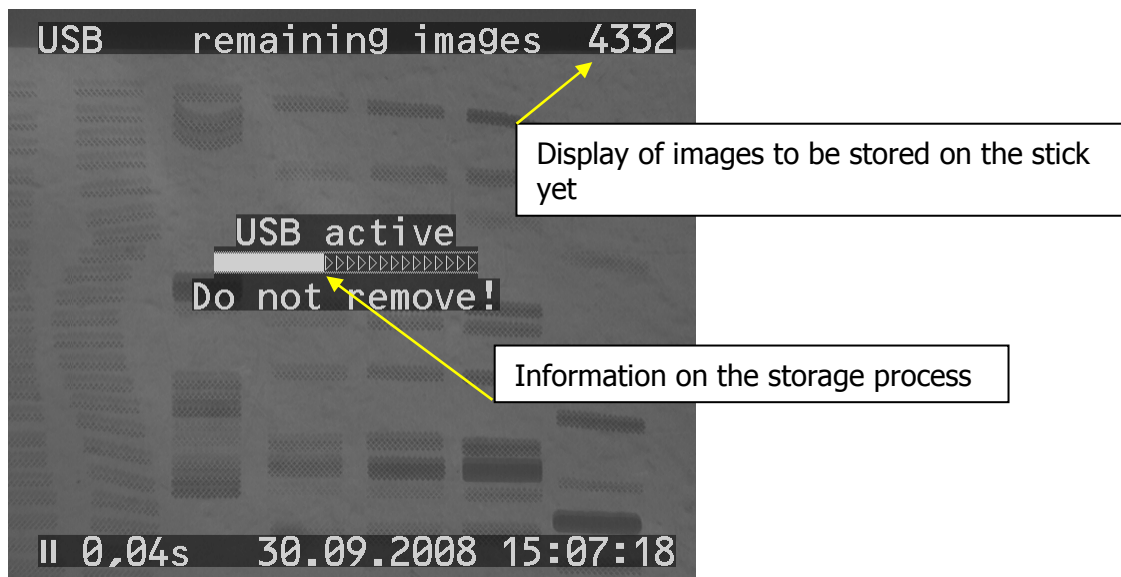 USB remaining images 4332
Display of images to be stored on the stick
yet
USB active
Do not remove!
Information on the storage process
0,04s 30.09.2008 15:07:18